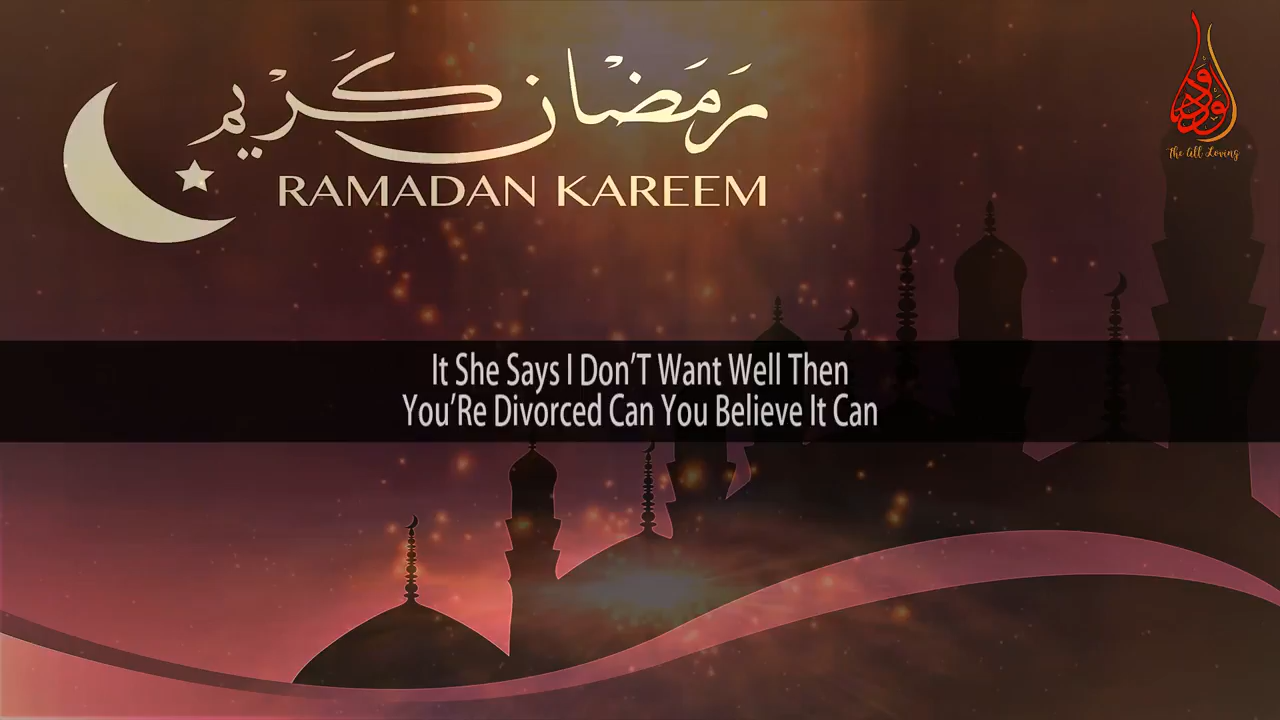 رَمَضَان كَرْيم
RAMADAN KAREEM
الودود
The All Loving
It She Says I Don’T Want Well Then
You’Re Divorced Can You Believe It Can